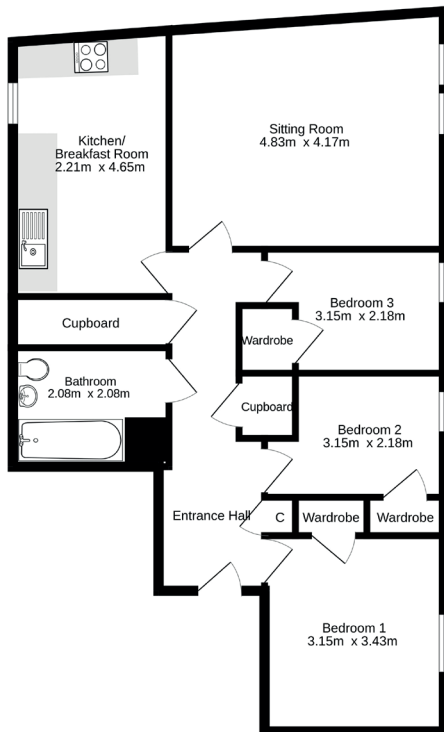 Kitchen/
Breakfast Room
2.21m x 4.65m
Sitting Room
4.83m x 4.17m
Cupboard
Bedroom 3
3.15m x 2.18m
Wardrobe
Bathroom
2.08m x 2.08m
Cupboard
Bedroom 2
3.15m x 2.18m
Entrance Hall
C
Wardrobe
Wardrobe
Bedroom 1
3.15m x 3.43m